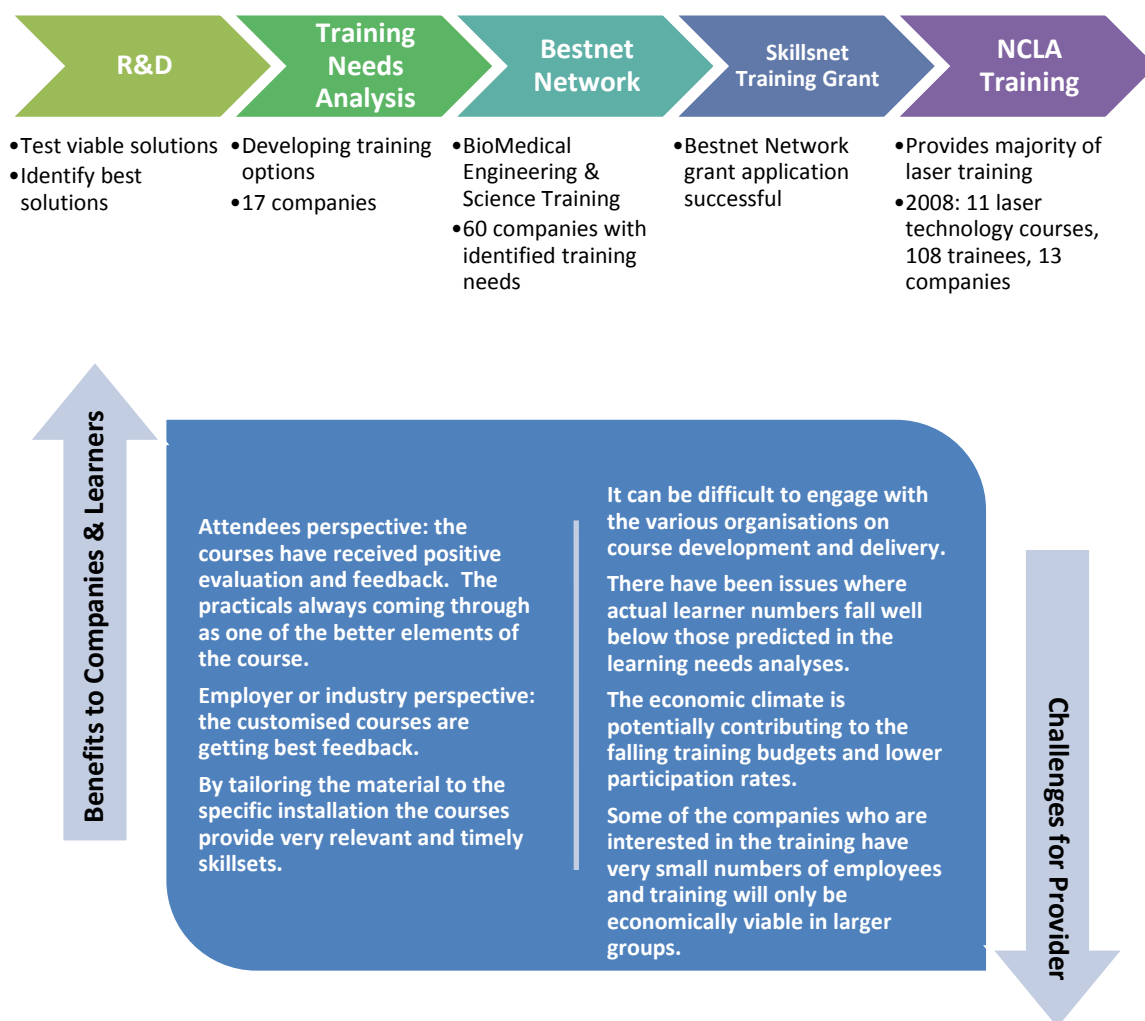 R&D
Training
Needs
Analysis
Bestnet
Network
Skillsnet
Training Grant
NCLA
Training
•Test viable solutions
•Identify best
solutions
•Developing training
options
•17 companies
•BioMedical
Engineering &
Science Training
•60 companies with
identified training
needs
•Bestnet Network
grant application
successful
•Provides majority of
laser training
•2008: 11 laser
technology courses,
108 trainees, 13
companies
Benefits to Companies & Learners
Attendees perspective: the
courses have received positive
evaluation and feedback.  The
practicals always coming through
as one of the better elements of
the course.
Employer or industry perspective:
the customised courses are
getting best feedback.
By tailoring the material to the
specific installation the courses
provide very relevant and timely
skillsets.
It can be difficult to engage with
the various organisations on
course development and delivery.
There have been issues where
actual learner numbers fall well
below those predicted in the
learning needs analyses.
The economic climate is
potentially contributing to the
falling training budgets and lower
participation rates.
Some of the companies who are
interested in the training have
very small numbers of employees
and training will only be
economically viable in larger
groups.
Challenges for Provider